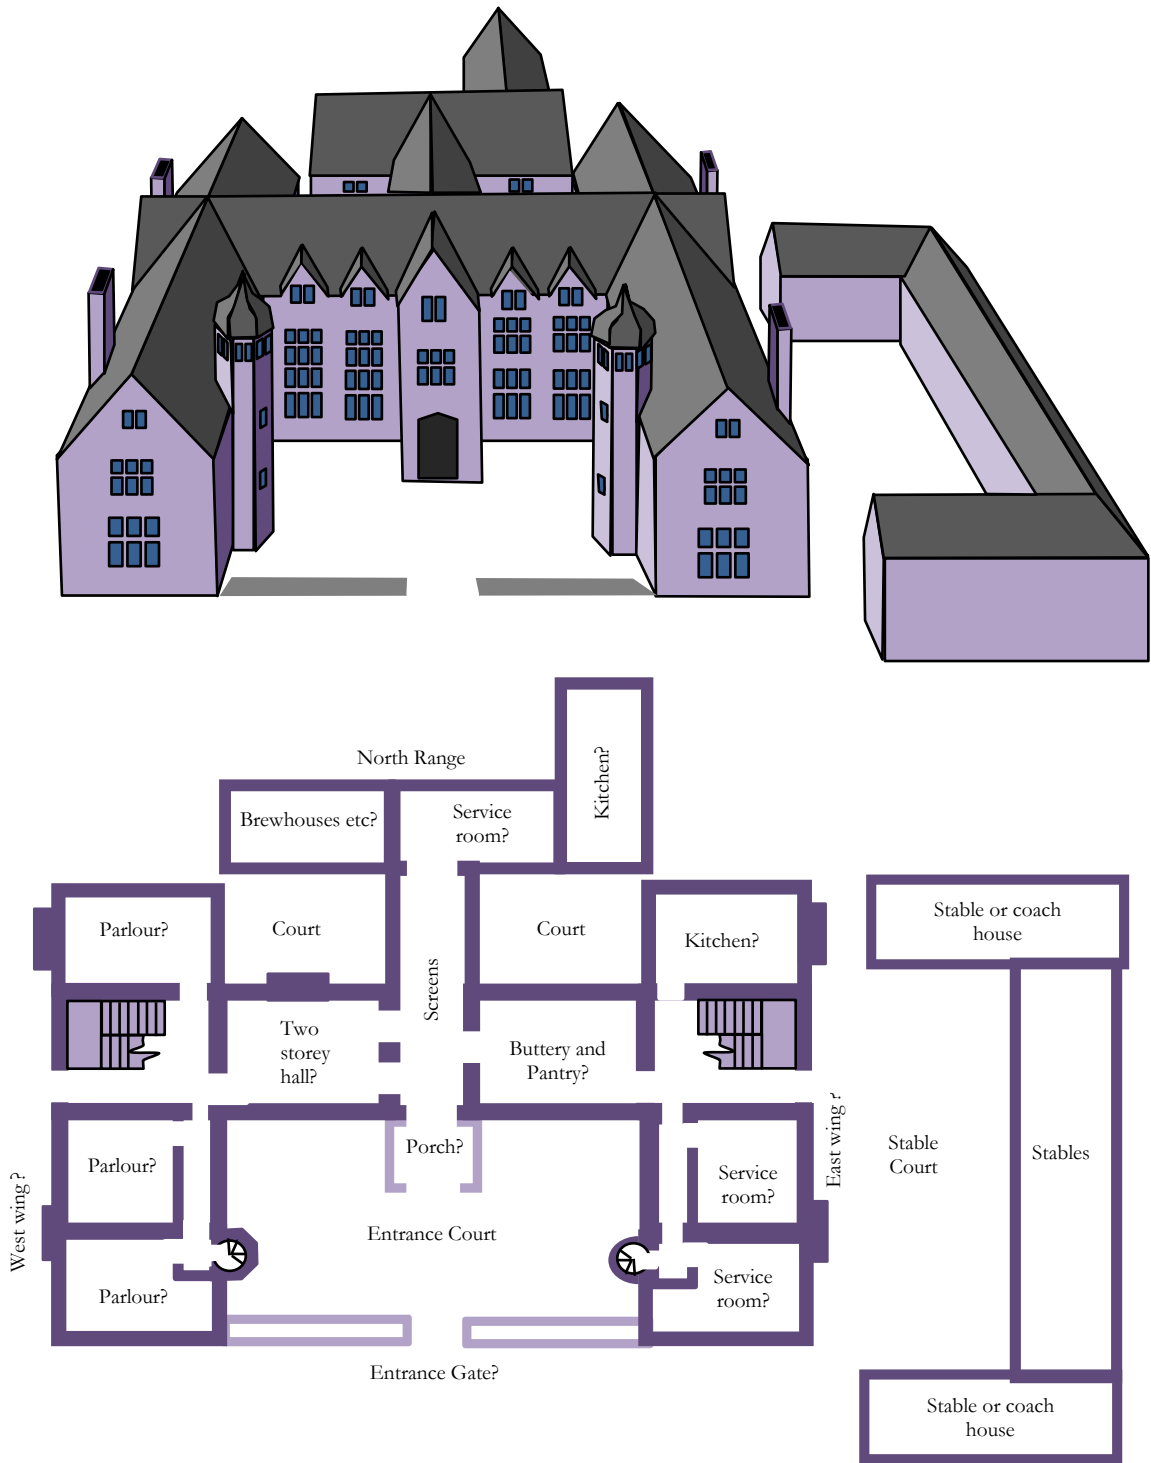 North Range
Kitchen?
Brewhouses etc?
Service
room?
Parlour?
Court
Court
Kitchen?
Stable or coach
house
Screens
Two
storey
hall?
Buttery and
Pantry?
West wing ?
Parlour?
Porch?
Service
room?
East wing ?
Stable
Court
Stables
Entrance Court
Parlour?
Service
room?
Entrance Gate?
Stable or coach
house